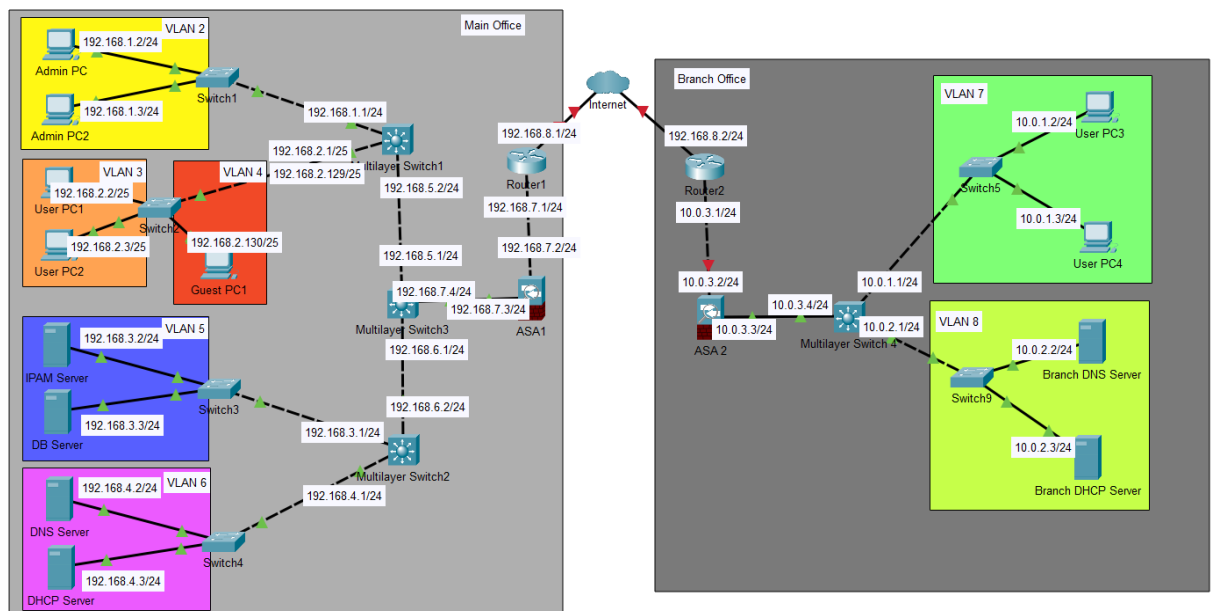 Main Office
VLAN 2
192.168.1.2/24
Admin PC
192.168.1.3/24
Admin PC2
Switch1
192.168.1.1/24
192.168.2.1/25
Multilayer Switch1
192.168.2.129/25
VLAN 3
VLAN 4
192.168.2.2/25
User PC1
Switch2
192.168.2.3/25
User PC2
192.168.2.130/25
Guest PC1
192.168.5.2/24
192.168.5.1/24
192.168.7.4/24
192.168.7.3/24
Multilayer Switch3
ASA1
192.168.6.1/24
192.168.6.2/24
VLAN 5
192.168.3.2/24
IPAM Server
Switch3
192.168.3.3/24
DB Server
192.168.3.1/24
Multilayer Switch2
192.168.4.1/24
VLAN 6
192.168.4.2/24
DNS Server
Switch4
192.168.4.3/24
DHCP Server
Internet
192.168.8.1/24
Router1
192.168.7.1/24
192.168.7.2/24
Branch Office
192.168.8.2/24
Router2
10.0.3.1/24
10.0.3.2/24
10.0.3.3/24
ASA 2
10.0.3.4/24
Multilayer Switch 4
10.0.1.1/24
10.0.2.1/24
VLAN 7
10.0.1.2/24
User PC3
Switch5
10.0.1.3/24
User PC4
VLAN 8
10.0.2.2/24
Branch DNS Server
Switch9
10.0.2.3/24
Branch DHCP Server